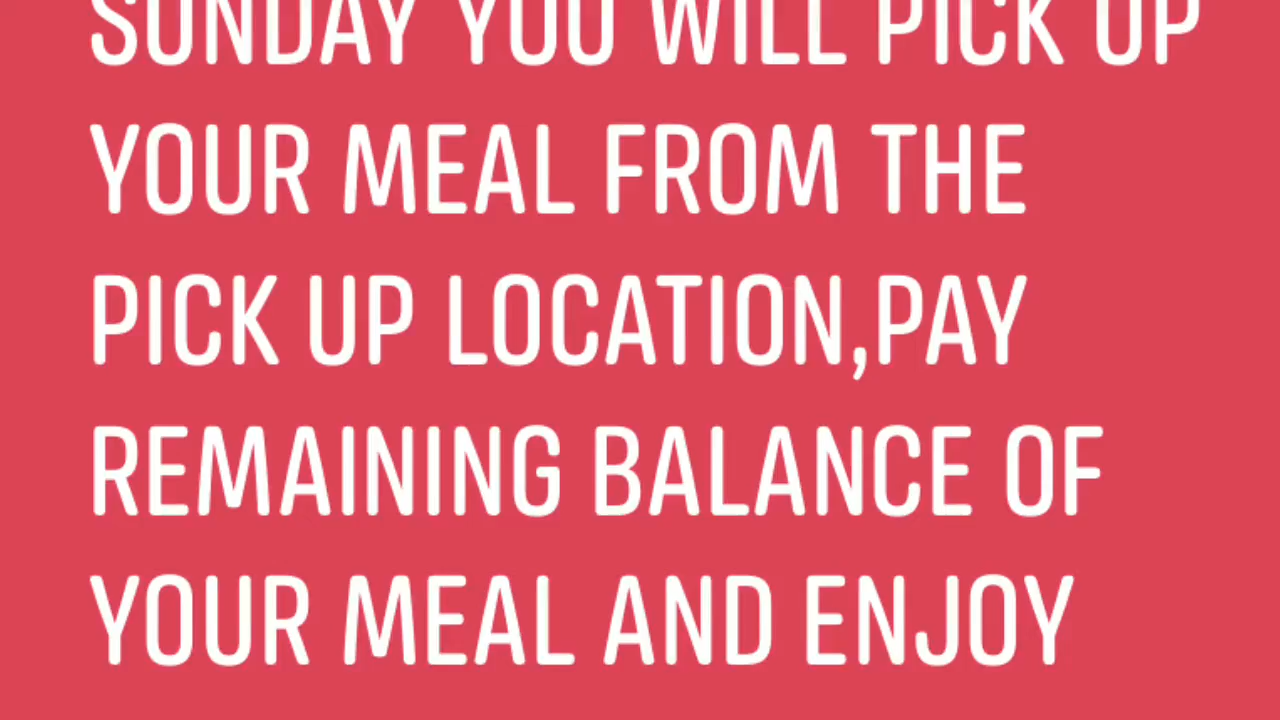 SUNDAY YOU WILL PICK UP
YOUR MEAL FROM THE
PICK UP LOCATION,PAY
REMAINING BALANCE OF
YOUR MEAL AND ENJOY